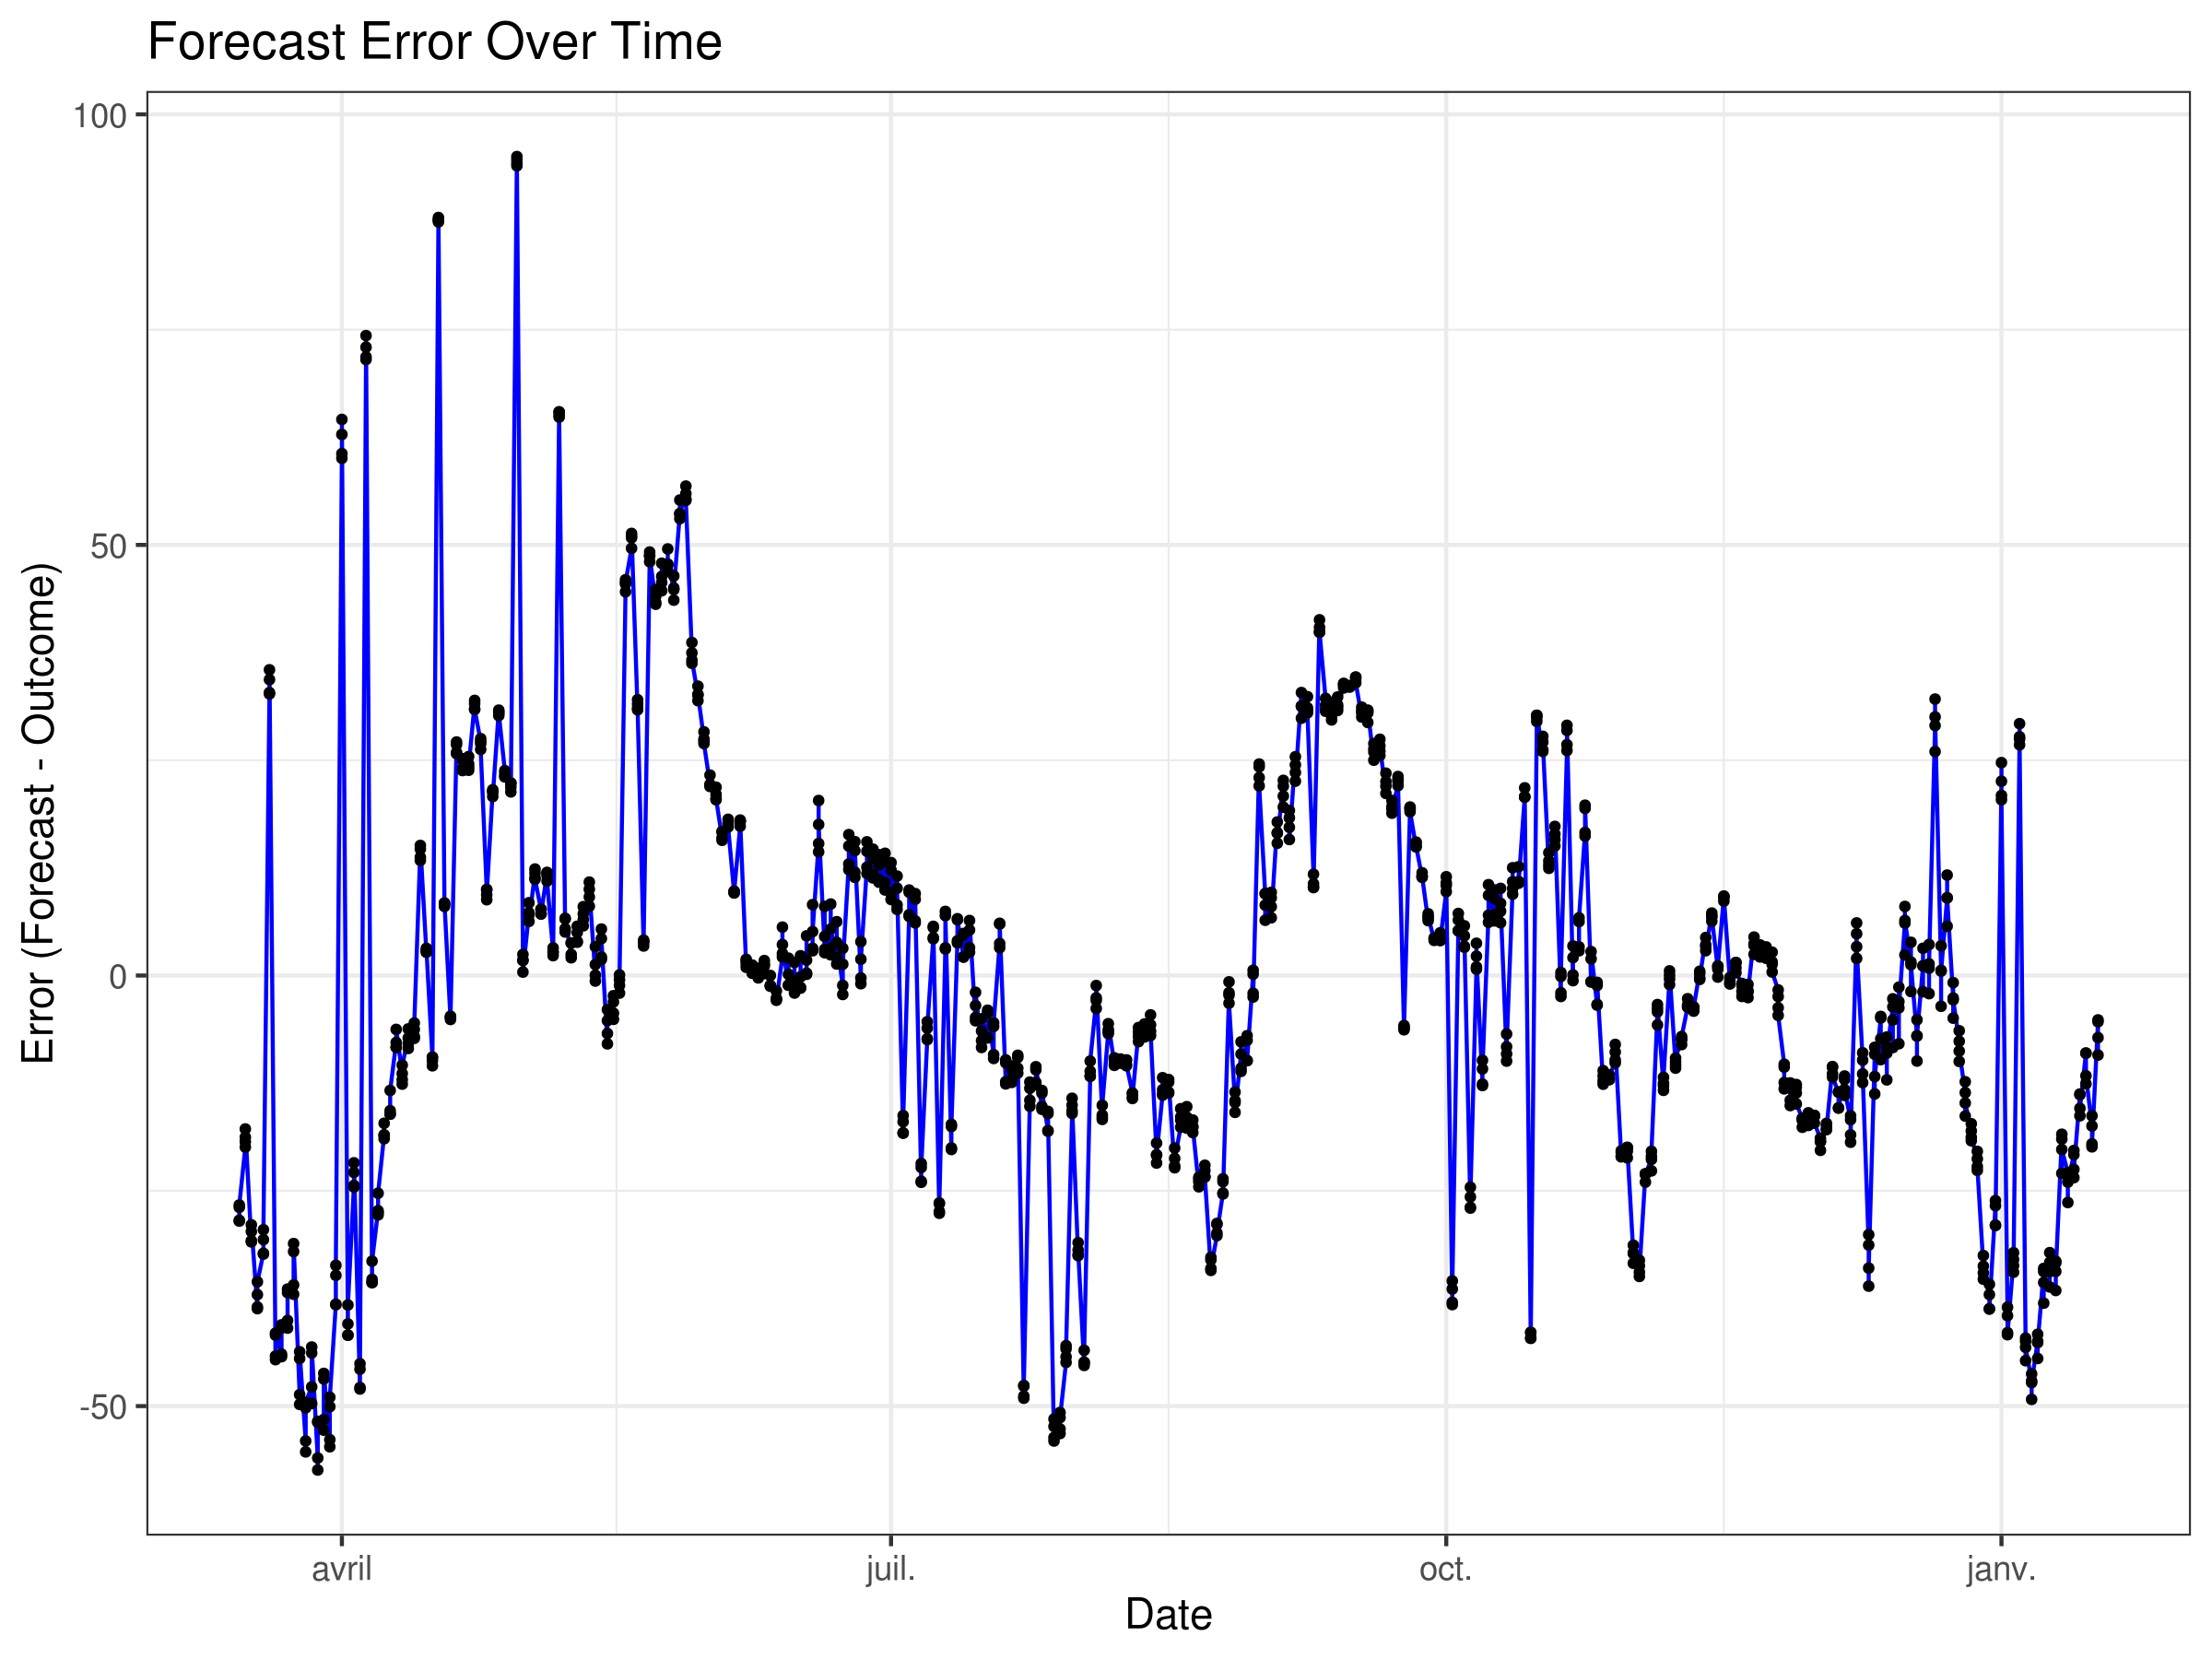 Forecast Error Over Time
Error (Forecast - Outcome)
100
50
0
-50
avril
juil.
oct.
janv.
Date